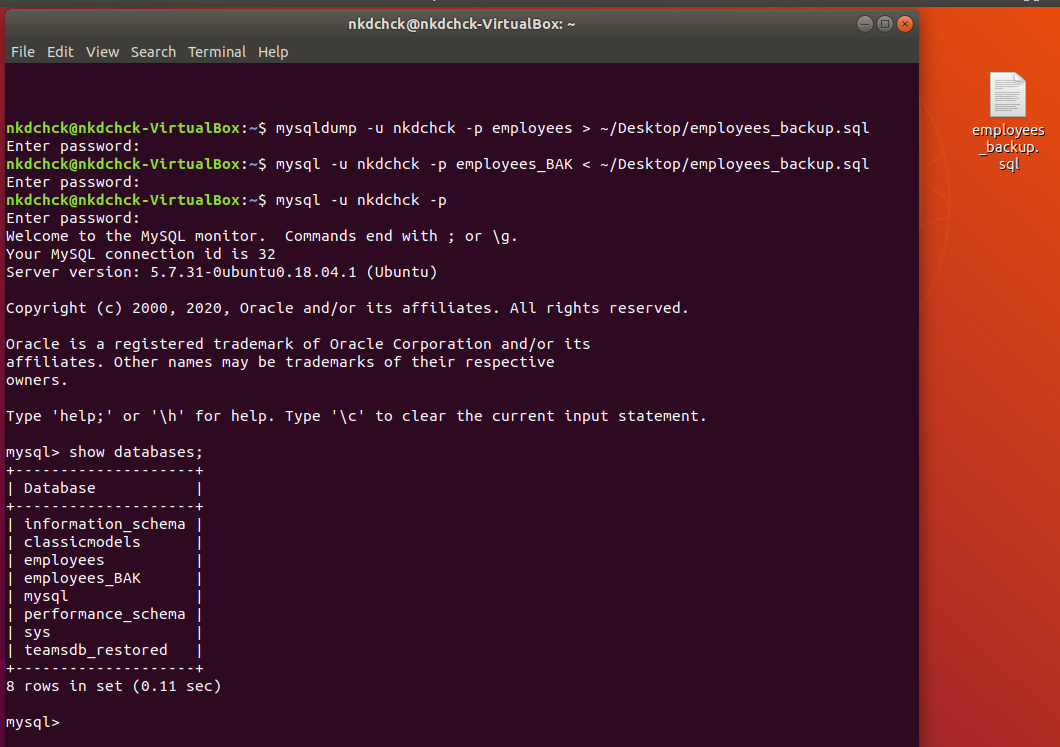 nkdchck@nkdchck-VirtualBox: ~
File Edit View Search Terminal Help
nkdchck@nkdchck-VirtualBox:~$ mysqldump -u nkdchck -p employees > ~/Desktop/employees_backup.sql
Enter password:
nkdchck@nkdchck-VirtualBox:~$ mysql -u nkdchck -p employees_BAK < ~/Desktop/employees_backup.sql
Enter password:
nkdchck@nkdchck-VirtualBox:~$ mysql -u nkdchck -p
Enter password:
Welcome to the MySQL monitor.  Commands end with ; or \g.
Your MySQL connection id is 32
Server version: 5.7.31-0ubuntu0.18.04.1 (Ubuntu)
Copyright (c) 2000, 2020, Oracle and/or its affiliates. All rights reserved.
Oracle is a registered trademark of Oracle Corporation and/or its
affiliates. Other names may be trademarks of their respective
owners.
Type 'help;' or '\h' for help. Type '\c' to clear the current input statement.
mysql> show databases;
+--------------------+
| Database           |
+--------------------+
| information_schema |
| classicmodels      |
| employees          |
| employees_BAK      |
| mysql              |
| performance_schema |
| sys                |
| teamsdb_restored   |
+--------------------+
8 rows in set (0.11 sec)
mysql>
employees
_backup.
sql